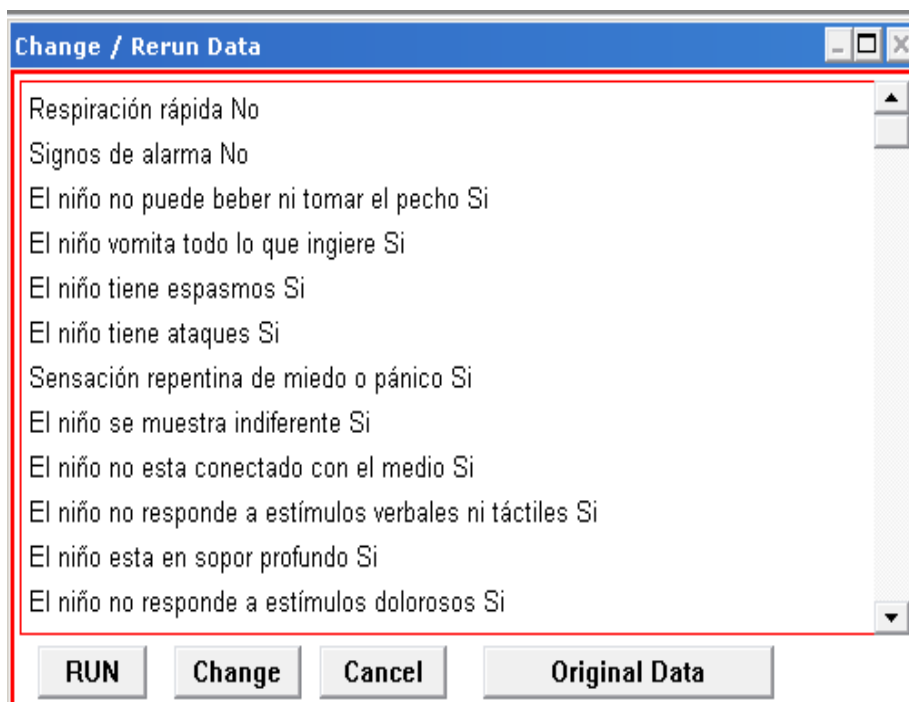 Change / Rerun Data
Respiración rápida No
Signos de alarma No
El niño no puede beber ni tomar el pecho Si
El niño vomita todo lo que ingiere Si
El niño tiene espasmos Si
El niño tiene ataques Si
Sensación repentina de miedo o pánico Si
El niño se muestra indiferente Si
El niño no esta conectado con el medio Si
El niño no responde a estímulos verbales ni táctiles Si
El niño esta en sopor profundo Si
El niño no responde a estímulos dolorosos Si
RUN Change Cancel Original Data